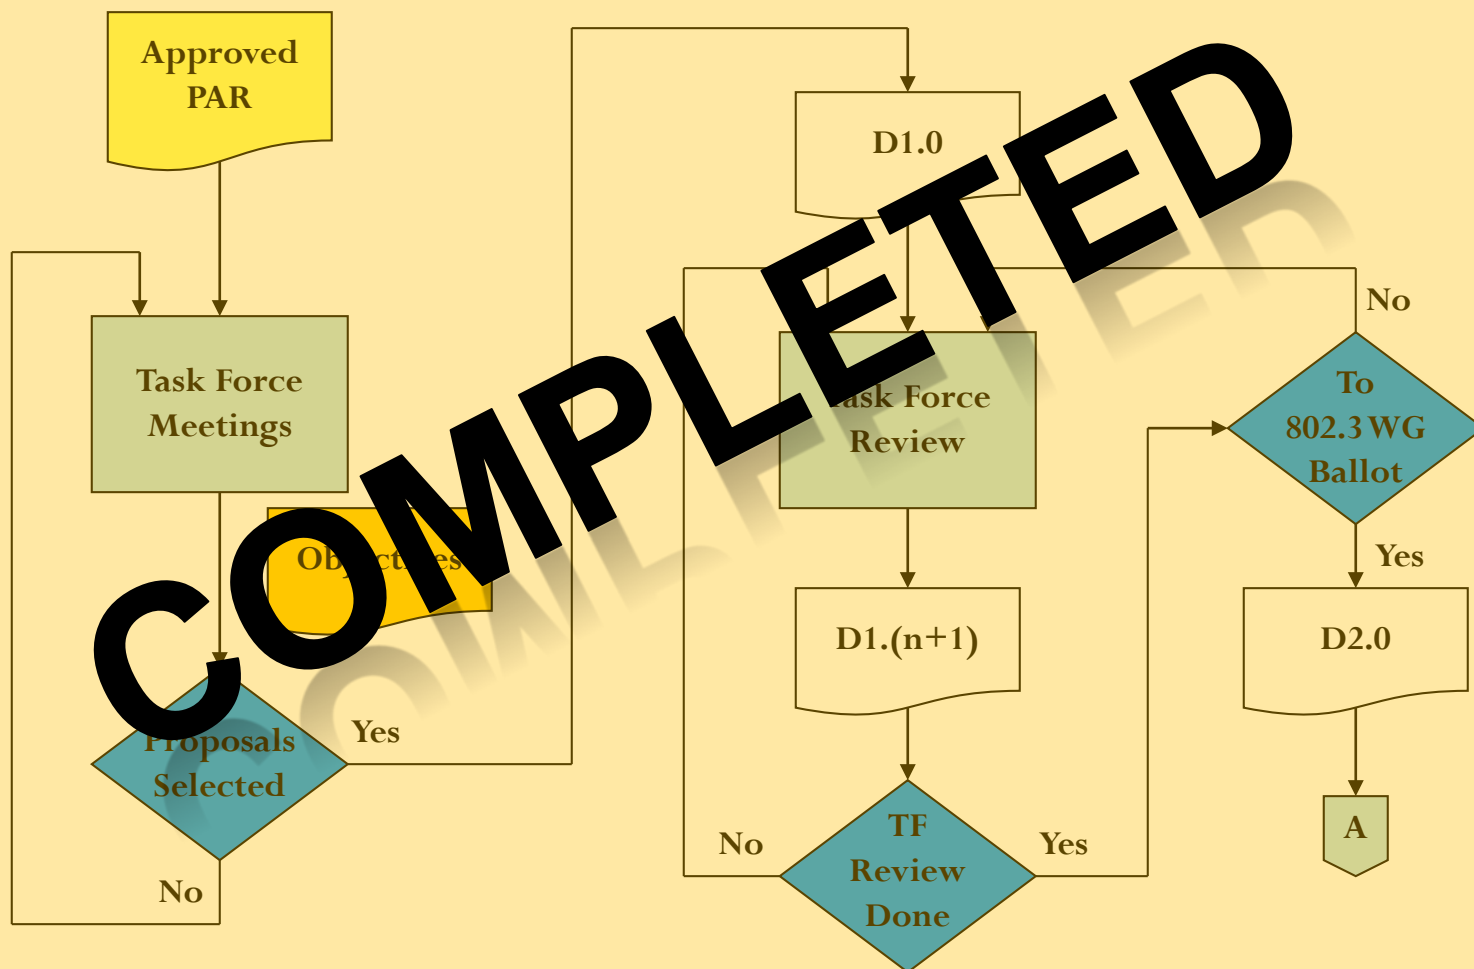 Approved
PAR
Task Force
Meetings
Objectives
Proposals
Selected
Yes
No
D1.0
Task Force
Review
D1.(n+1)
TF
Review
Done
No
Yes
To
802.3 WG
Ballot
No
Yes
D2.0
A
COMPLETED